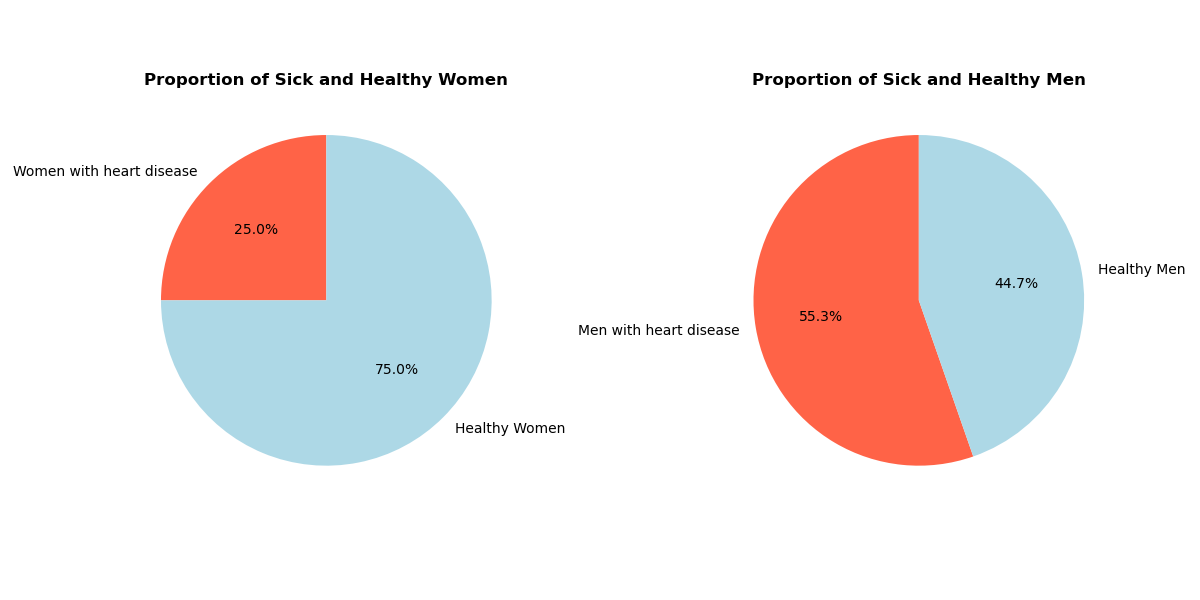 Proportion of Sick and Healthy Women
Women with heart disease
25.0%
75.0%
Healthy Women
Proportion of Sick and Healthy Men
Healthy Men
44.7%
55.3%
Men with heart disease